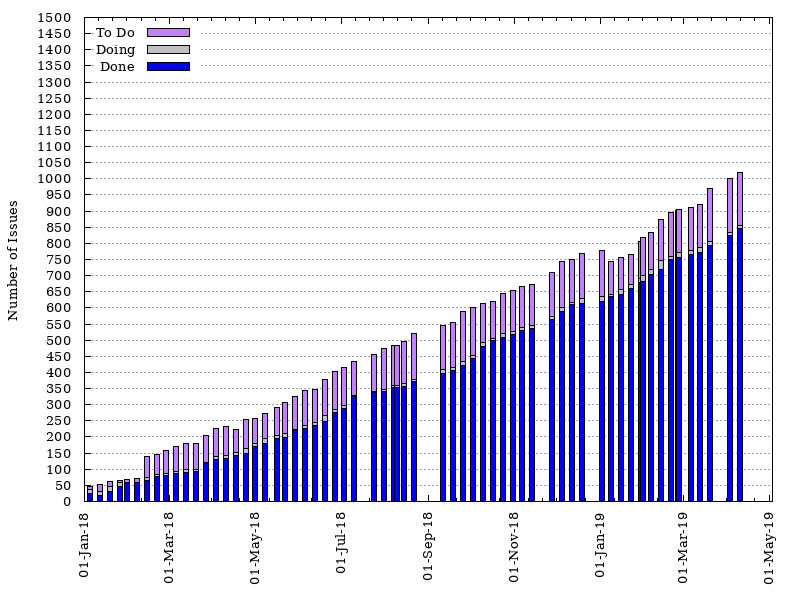 1500
1450
1400
1350
1300
1250
1200
1150
1100
1050
1000
950
900
850
800
750
700
650
600
550
500
450
400
350
300
250
200
150
100
50
0
Number of Issues
To Do
Doing
Done
01-Jan-18
01-Mar-18
01-May-18
01-Jul-18
01-Sep-18
01-Nov-18
01-Jan-19
01-Mar-19
01-May-19